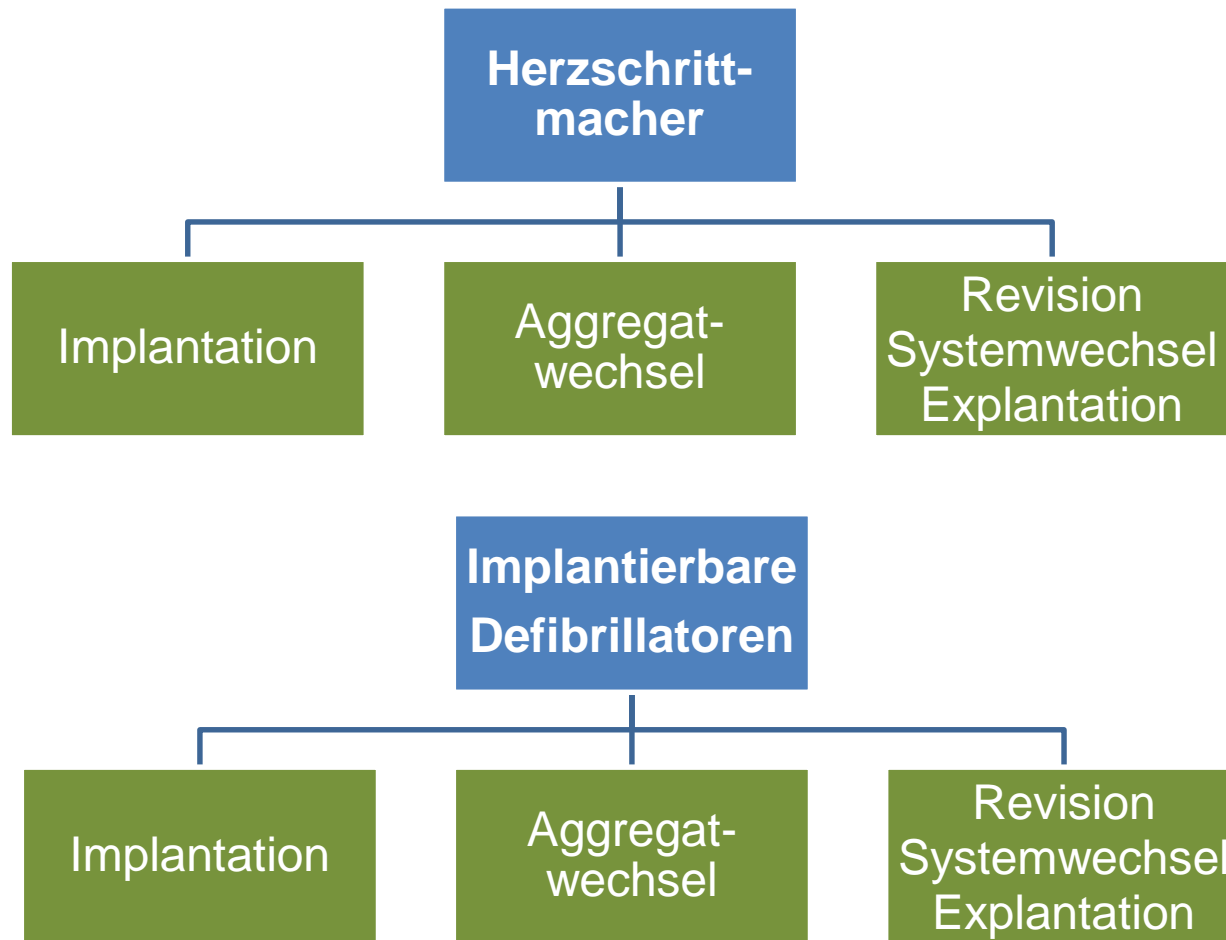 Herzschritt-
macher
Implantation
Aggregat-
wechsel
Revision
Systemwechsel
Explantation
Implantierbare
Defibrillatoren
Implantation
Aggregat-
wechsel
Revision
Systemwechsel
Explantation